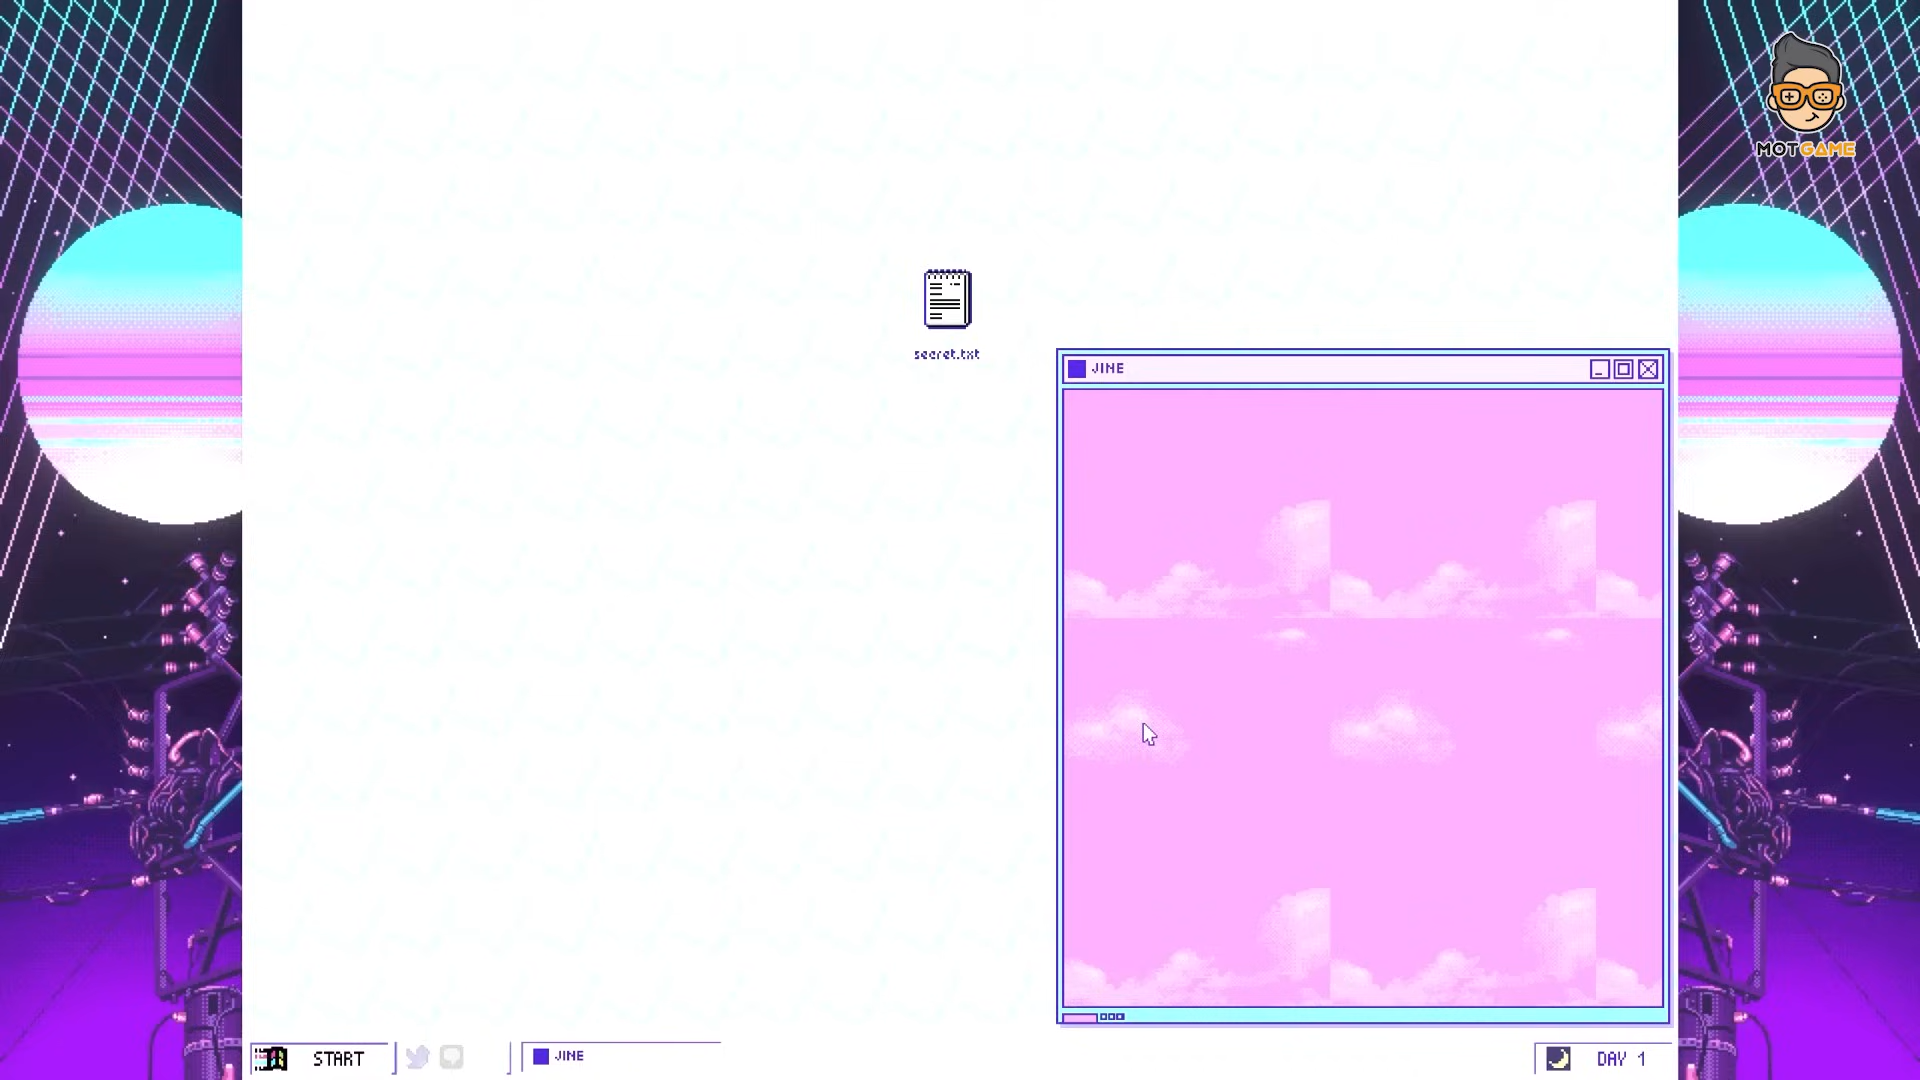 MOTGAME
secret.txt
JINE
START
JINE
DAY 1